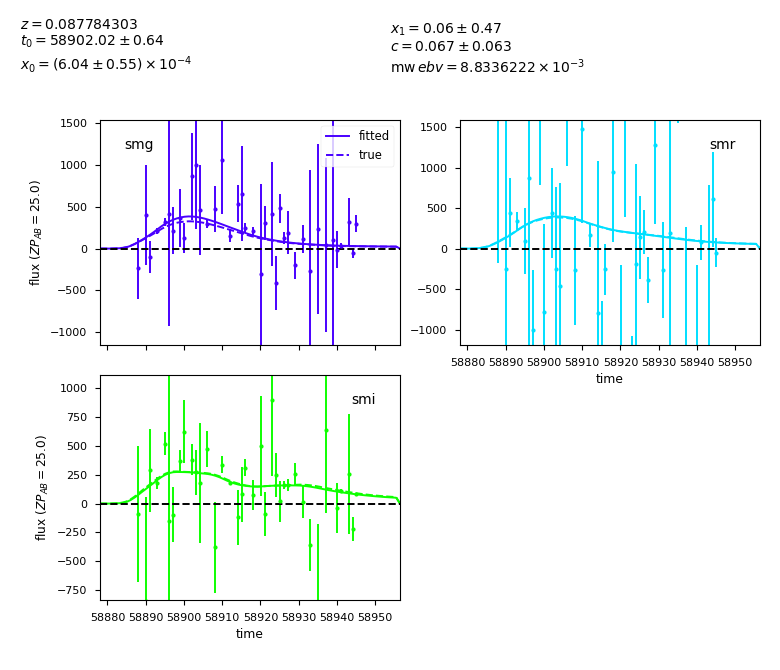 z = 0.087784303
t₀ = 58902.02 ± 0.64
x₀ = (6.04 ± 0.55) × 10⁻⁴
x₁ = 0.06 ± 0.47
c = 0.067 ± 0.063
mw ebv = 8.8336222 × 10⁻³
smg
fitted
true
1500
1000
500
0
−500
−1000
flux (ZP_AB = 25.0)
smr
1500
1000
500
0
−500
−1000
58880 58890 58900 58910 58920 58930 58940 58950
time
smi
1000
750
500
250
0
−250
−500
−750
flux (ZP_AB = 25.0)
58880 58890 58900 58910 58920 58930 58940 58950
time